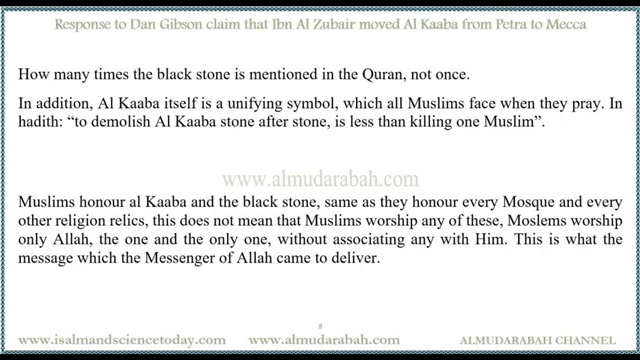 Response to Dan Gibson claim that Ibn Al Zubair moved Al Kaaba from Petra to Mecca
How many times the black stone is mentioned in the Quran, not once.
In addition, Al Kaaba itself is a unifying symbol, which all Muslims face when they pray. In
hadith: “to demolish Al Kaaba stone after stone, is less than killing one Muslim”.
www.almudarabah.com
Muslims honour al Kaaba and the black stone, same as they honour every Mosque and every
other religion relics, this does not mean that Muslims worship any of these, Moslems worship
only Allah, the one and the only one, without associating any with Him. This is what the
message which the Messenger of Allah came to deliver.
8
www.isalmandsciencetoday.com www.almudarabah.com ALMUDARABAH CHANNEL